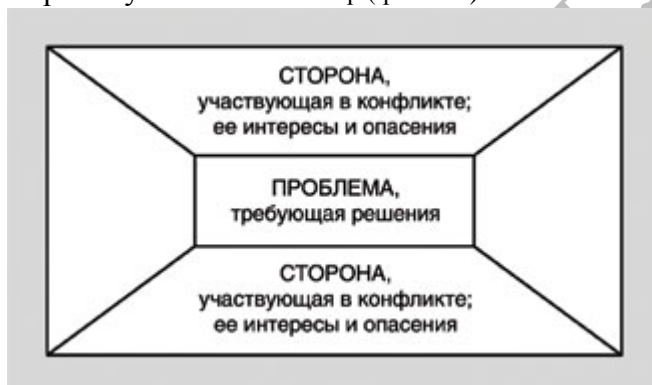 СТОРОНА,
участвующая в конфликте;
ее интересы и опасения
ПРОБЛЕМА,
требующая решения
СТОРОНА,
участвующая в конфликте;
ее интересы и опасения